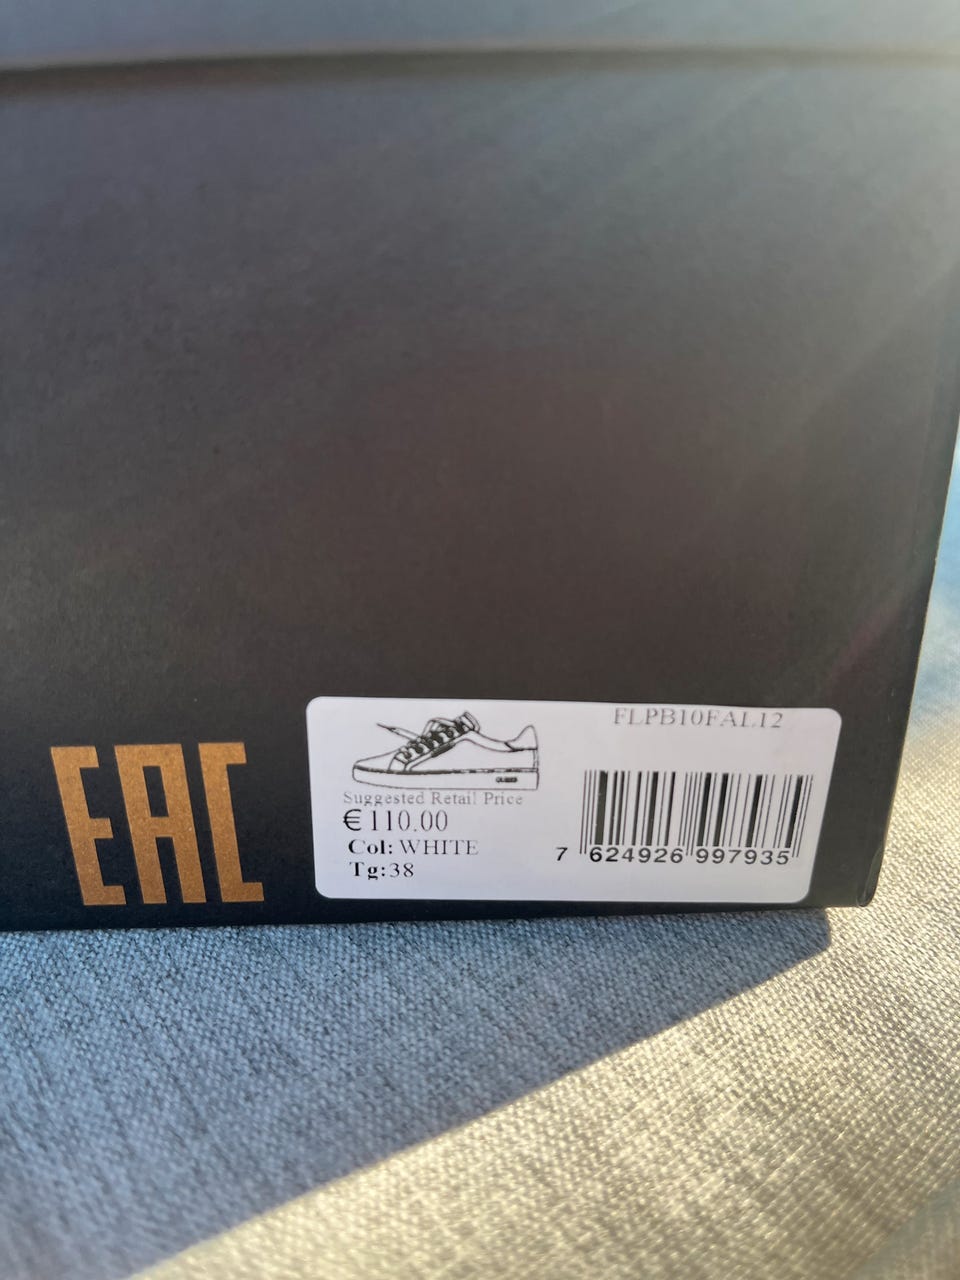 EAC
FLPB10FAL12
Suggested Retail Price
€ 110.00
Col: WHITE
Tg:38
7 624926 997935